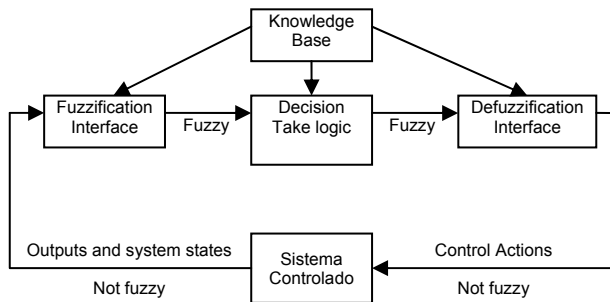 Knowledge
Base
Fuzzification
Interface
Fuzzy
Decision
Take logic
Fuzzy
Defuzzification
Interface
Outputs and system states
Not fuzzy
Sistema
Controlado
Control Actions
Not fuzzy